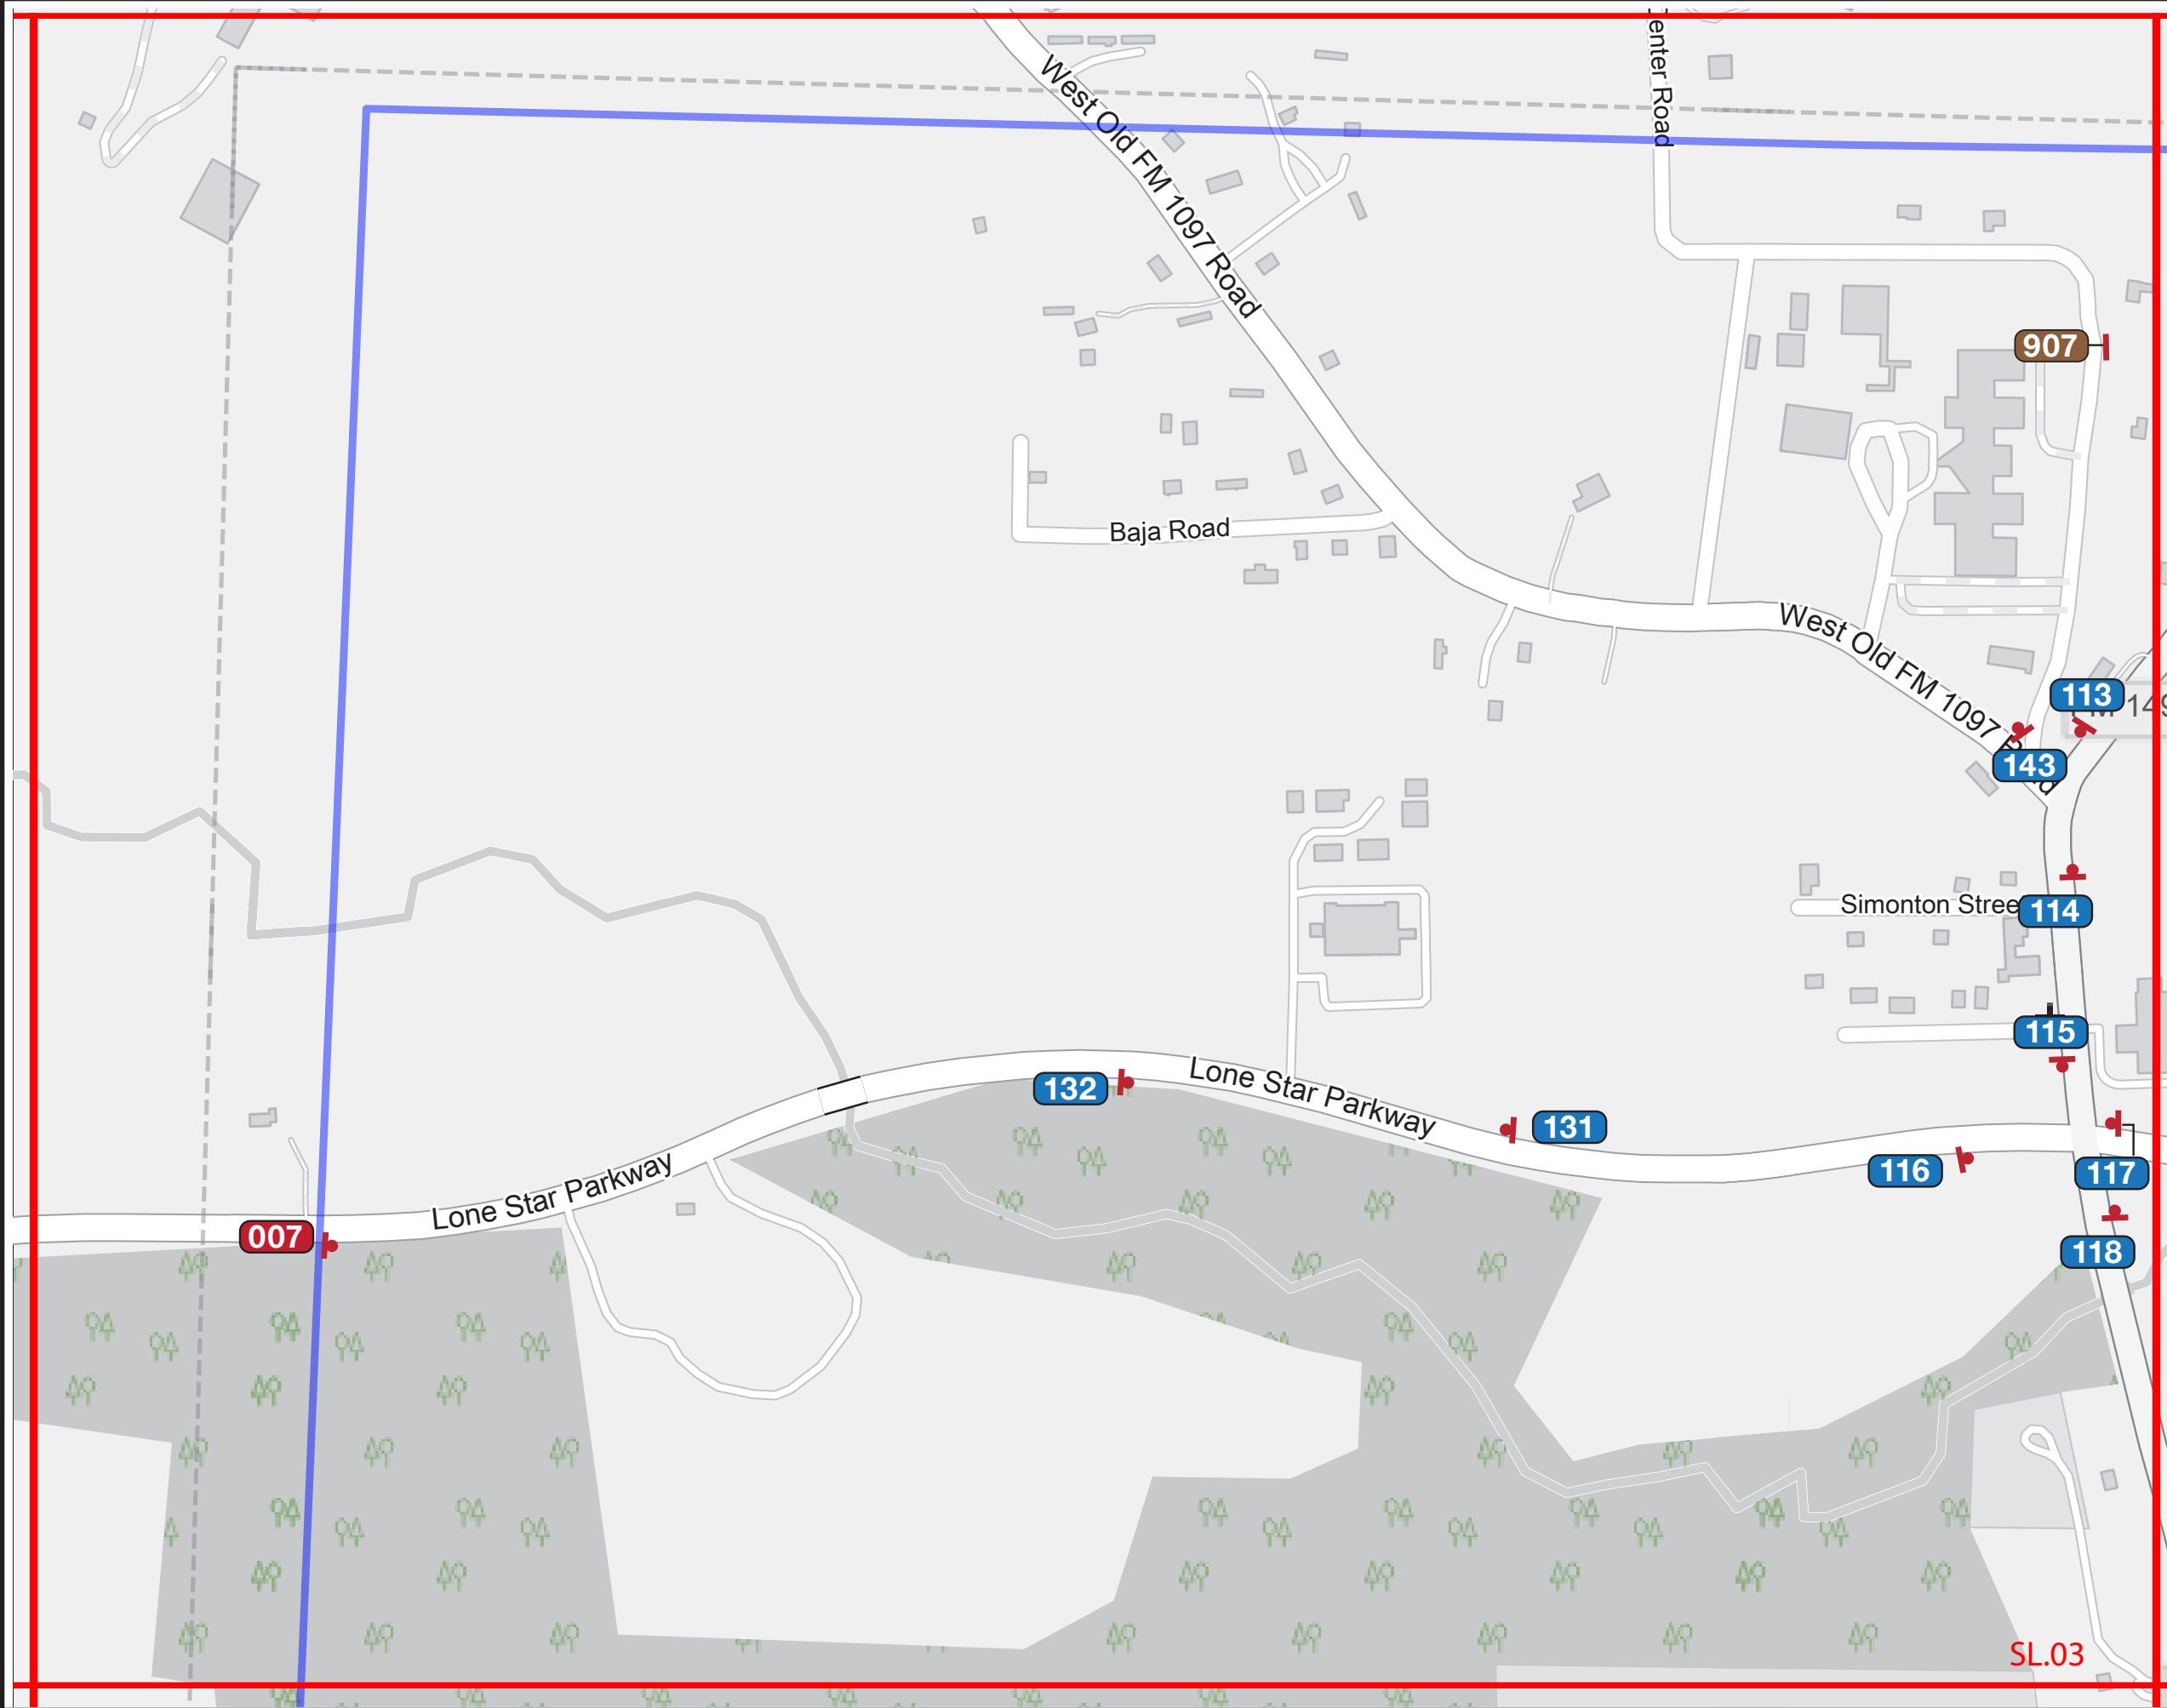 enter Road
West Old FM 1097 Road
907
Baja Road
West Old FM 1097 R
113
149
143
Simonton Stree
114
115
132
Lone Star Parkway
131
116
117
Lone Star Parkway
007
118
SL.03